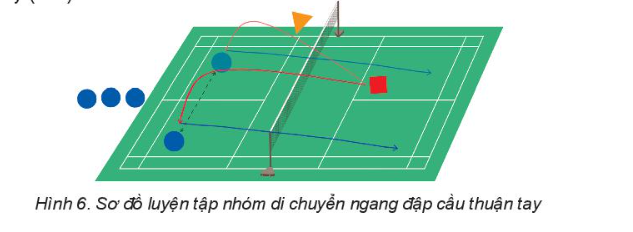 Hình 6. Sơ đồ luyện tập nhóm di chuyển ngang đập cầu thuận tay